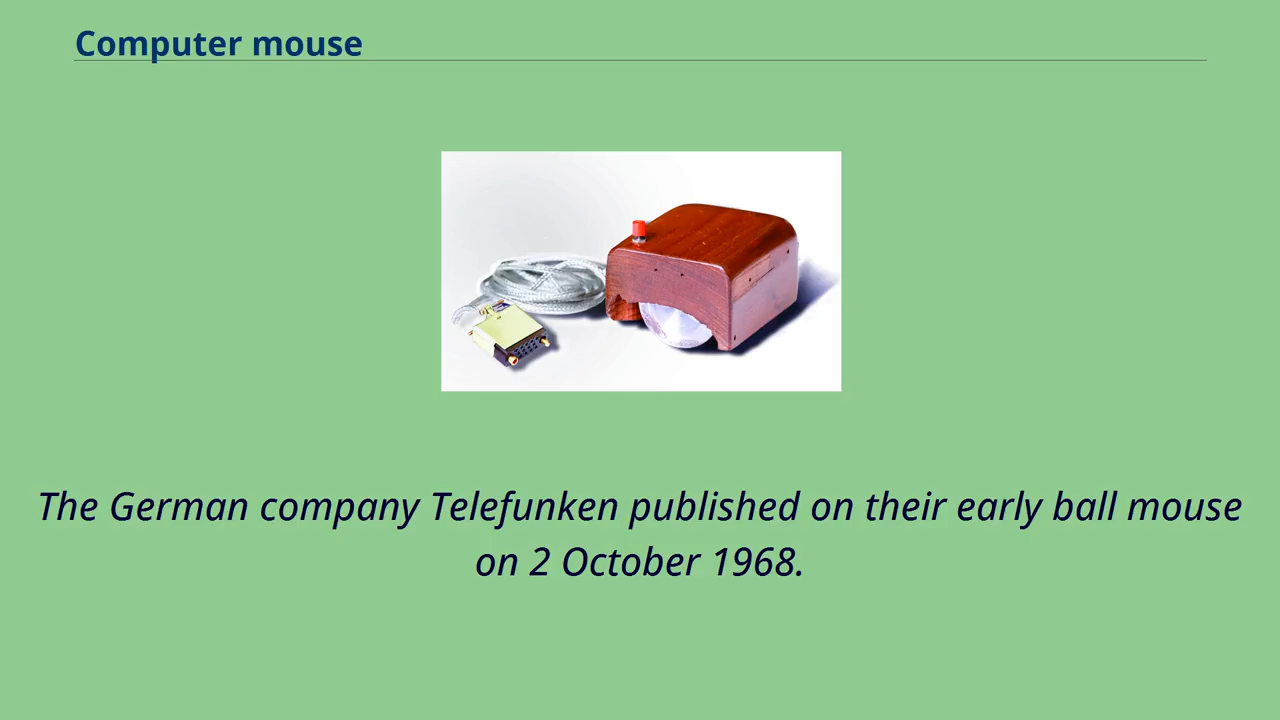 Computer mouse
The German company Telefunken published on their early ball mouse
on 2 October 1968.